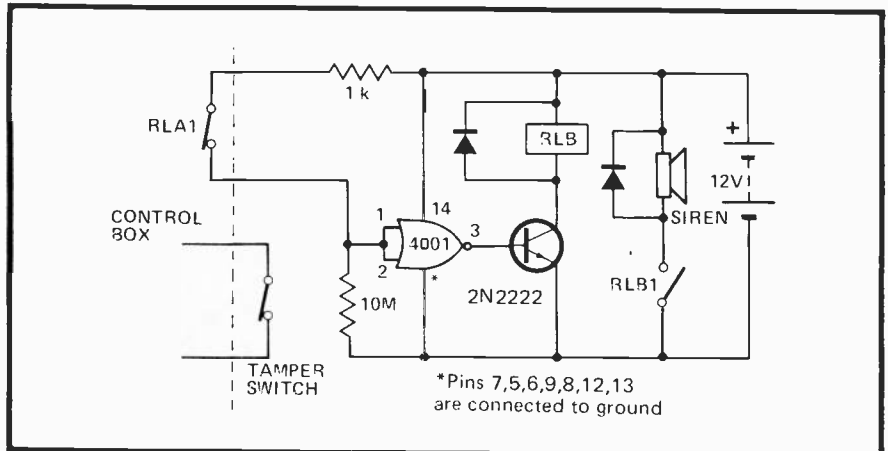 1 k
RLA1
RLB
+
12V
SIREN
CONTROL
BOX
1
14
4001
3
2
*
10M
2N2222
RLB1
TAMPER
SWITCH
*Pins 7,5,6,9,8,12,13
are connected to ground